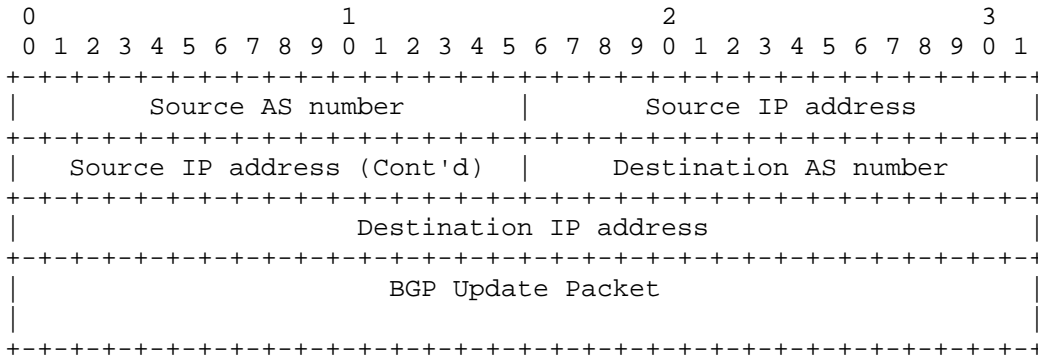 0                   1                   2                   3
0 1 2 3 4 5 6 7 8 9 0 1 2 3 4 5 6 7 8 9 0 1 2 3 4 5 6 7 8 9 0 1
+-+-+-+-+-+-+-+-+-+-+-+-+-+-+-+-+-+-+-+-+-+-+-+-+-+-+-+-+-+-+-+-+
|        Source AS number       |       Source IP address       |
+-+-+-+-+-+-+-+-+-+-+-+-+-+-+-+-+-+-+-+-+-+-+-+-+-+-+-+-+-+-+-+-+
|   Source IP address (Cont'd)  |     Destination AS number     |
+-+-+-+-+-+-+-+-+-+-+-+-+-+-+-+-+-+-+-+-+-+-+-+-+-+-+-+-+-+-+-+-+
|                     Destination IP address                    |
+-+-+-+-+-+-+-+-+-+-+-+-+-+-+-+-+-+-+-+-+-+-+-+-+-+-+-+-+-+-+-+-+
|                       BGP Update Packet                       |
|                                                               |
+-+-+-+-+-+-+-+-+-+-+-+-+-+-+-+-+-+-+-+-+-+-+-+-+-+-+-+-+-+-+-+-+